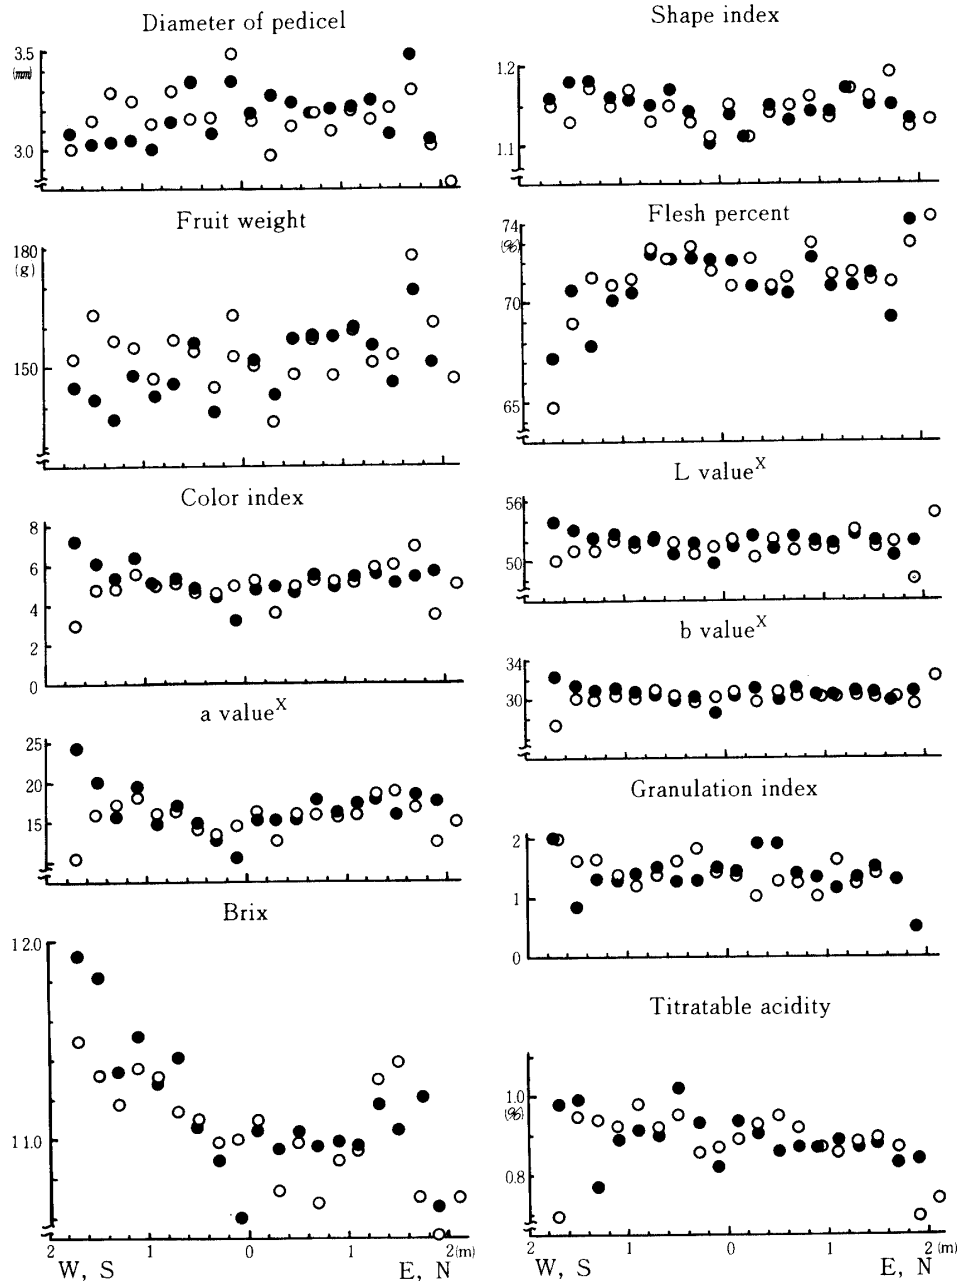 Diameter of pedicel
3.5
(mm)
3.0
Fruit weight
180
(g)
150
Color index
8
6
4
2
0
a value^X
25
20
15
Brix
12.0
11.0
2 1 0 1 2 (m)
W, S E, N
Shape index
1.2
1.1
Flesh percent
74
(%)
70
65
L value^X
56
50
b value^X
34
30
Granulation index
2
1
0
Titratable acidity
1.0
(%)
0.8
2 1 0 1 2 (m)
W, S E, N